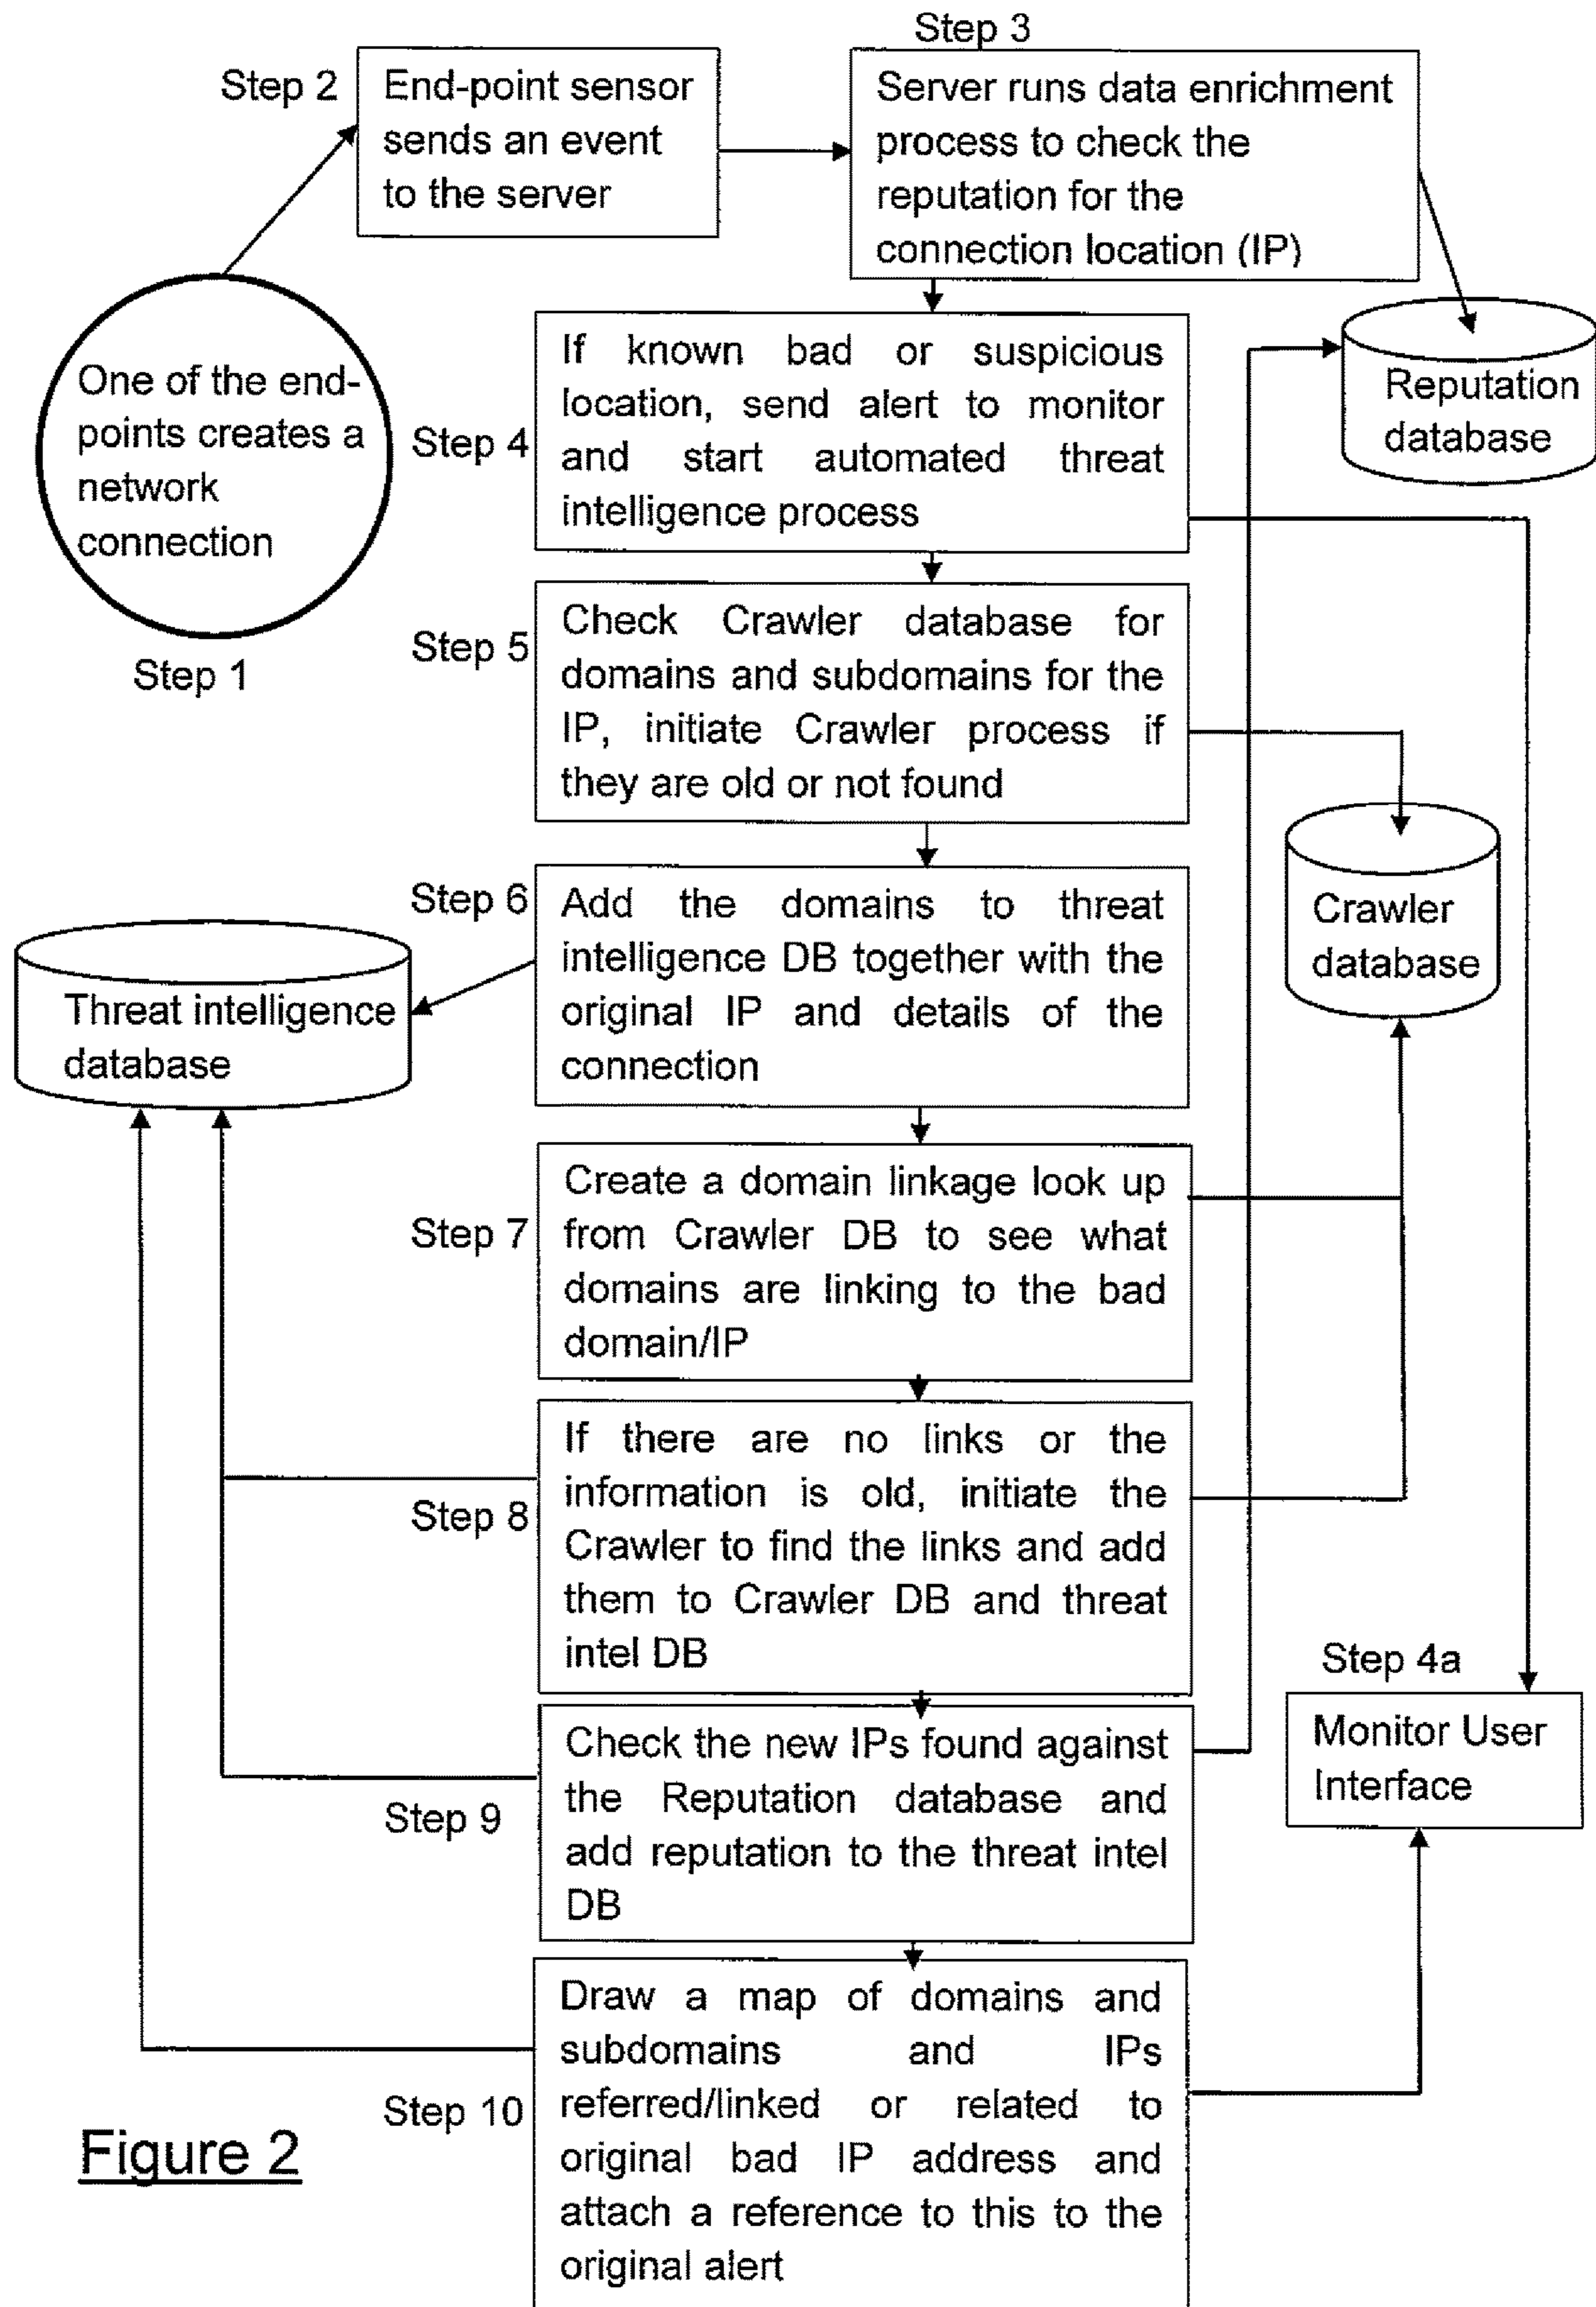 Step 3
Step 2
End-point sensor
sends an event
to the server
Server runs data enrichment
process to check the
reputation for the
connection location (IP)
One of the end-
points creates a
network
connection
Step 1
Step 4
If known bad or suspicious
location, send alert to monitor
and start automated threat
intelligence process
Reputation
database
Step 5
Check Crawler database for
domains and subdomains for the
IP, initiate Crawler process if
they are old or not found
Crawler
database
Step 6
Add the domains to threat
intelligence DB together with the
original IP and details of the
connection
Threat intelligence
database
Step 7
Create a domain linkage look up
from Crawler DB to see what
domains are linking to the bad
domain/IP
Step 8
If there are no links or the
information is old, initiate the
Crawler to find the links and add
them to Crawler DB and threat
intel DB
Step 4a
Monitor User
Interface
Step 9
Check the new IPs found against
the Reputation database and
add reputation to the threat intel
DB
Step 10
Draw a map of domains and
subdomains and IPs
referred/linked or related to
original bad IP address and
attach a reference to this to the
original alert
Figure 2